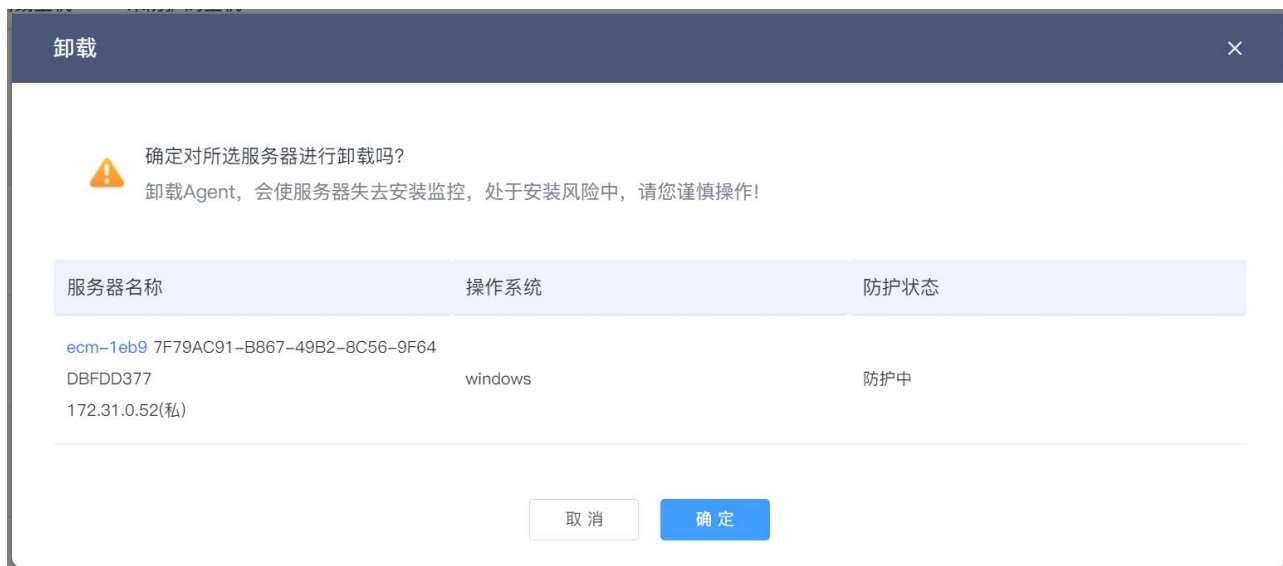 卸载
确定对所选服务器进行卸载吗?
卸载Agent，会使服务器失去安装监控，处于安装风险中，请您谨慎操作!
服务器名称 操作系统 防护状态
ecm-1eb9 7F79AC91-B867-49B2-8C56-9F64
DBFDD377 windows 防护中
172.31.0.52(私)
取消 确定